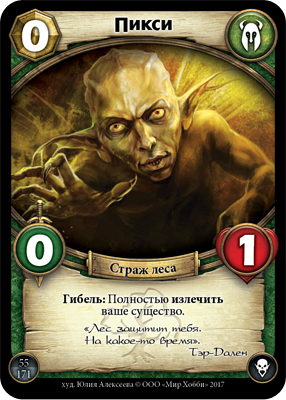 0
Пикси
0
1
Страж леса
Гибель: Полностью излечить
ваше существо.
«Лес защитит тебя.
На какое-то время».
Тэр-Дален
55
171
худ. Юлия Алексеева © ООО «Мир Хобби» 2017